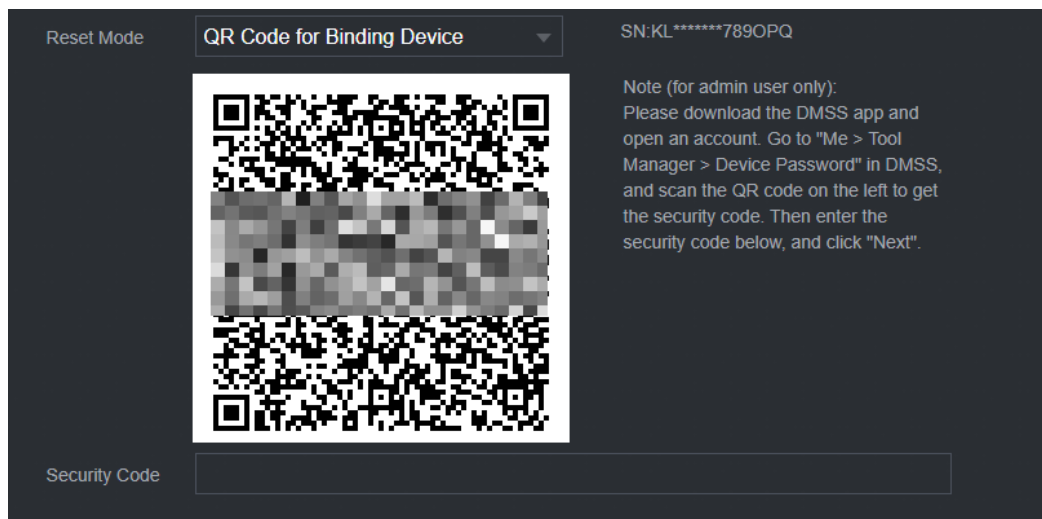 Reset Mode
QR Code for Binding Device
SN:KL*******789OPQ
Note (for admin user only):
Please download the DMSS app and
open an account. Go to "Me > Tool
Manager > Device Password" in DMSS,
and scan the QR code on the left to get
the security code. Then enter the
security code below, and click "Next".
Security Code